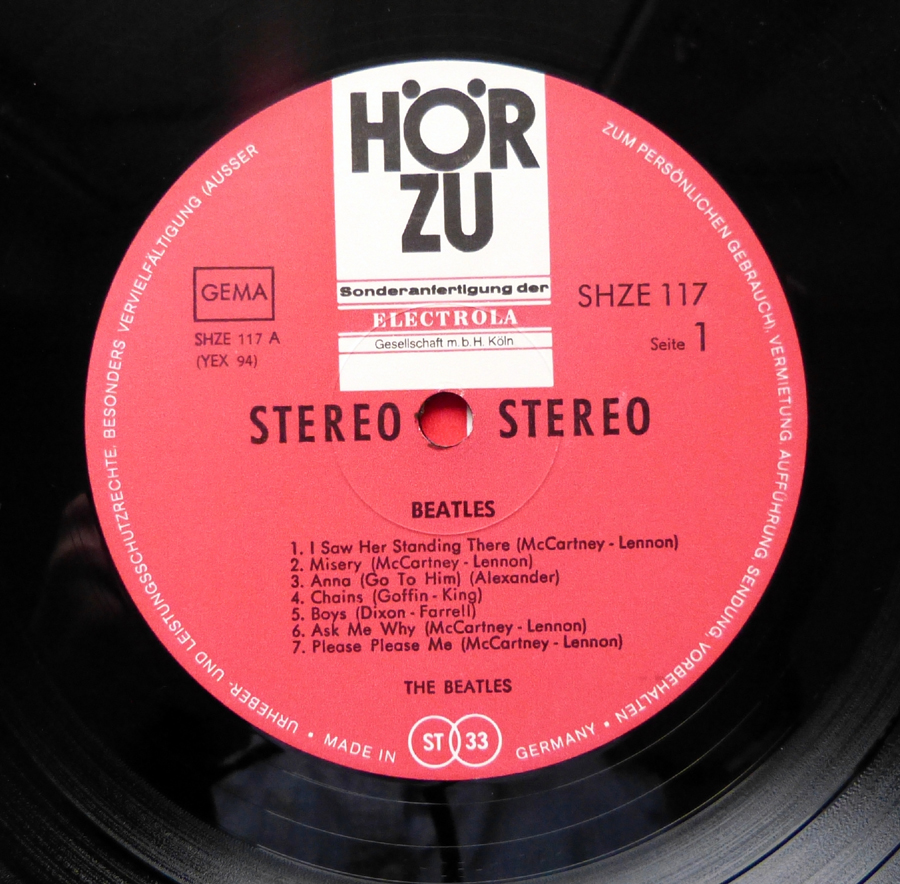 HÖR
ZU
Sonderanfertigung der
ELECTROLA
Gesellschaft m.b.H. Köln
GEMA
SHZE 117 A
(YEX 94)
SHZE 117
Seite 1
STEREO STEREO
BEATLES
1. I Saw Her Standing There (McCartney - Lennon)
2. Misery (McCartney - Lennon)
3. Anna (Go To Him) (Alexander)
4. Chains (Goffin - King)
5. Boys (Dixon - Farrell)
6. Ask Me Why (McCartney - Lennon)
7. Please Please Me (McCartney - Lennon)
THE BEATLES
ST 33
URHEBER- UND LEISTUNGSSCHUTZRECHTE, BESONDERS VERVIELFÄLTIGUNG (AUSSER
ZUM PERSÖNLICHEN GEBRAUCH), VERMIETUNG AUFFÜHRUNG, SENDUNG, VORBEHALTEN
• MADE IN GERMANY •